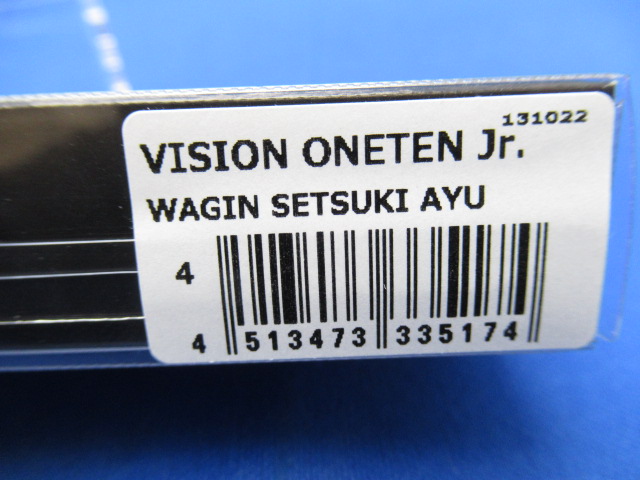 131022
VISION ONETEN Jr.
WAGIN SETSUKI AYU
4
4 513473 335174